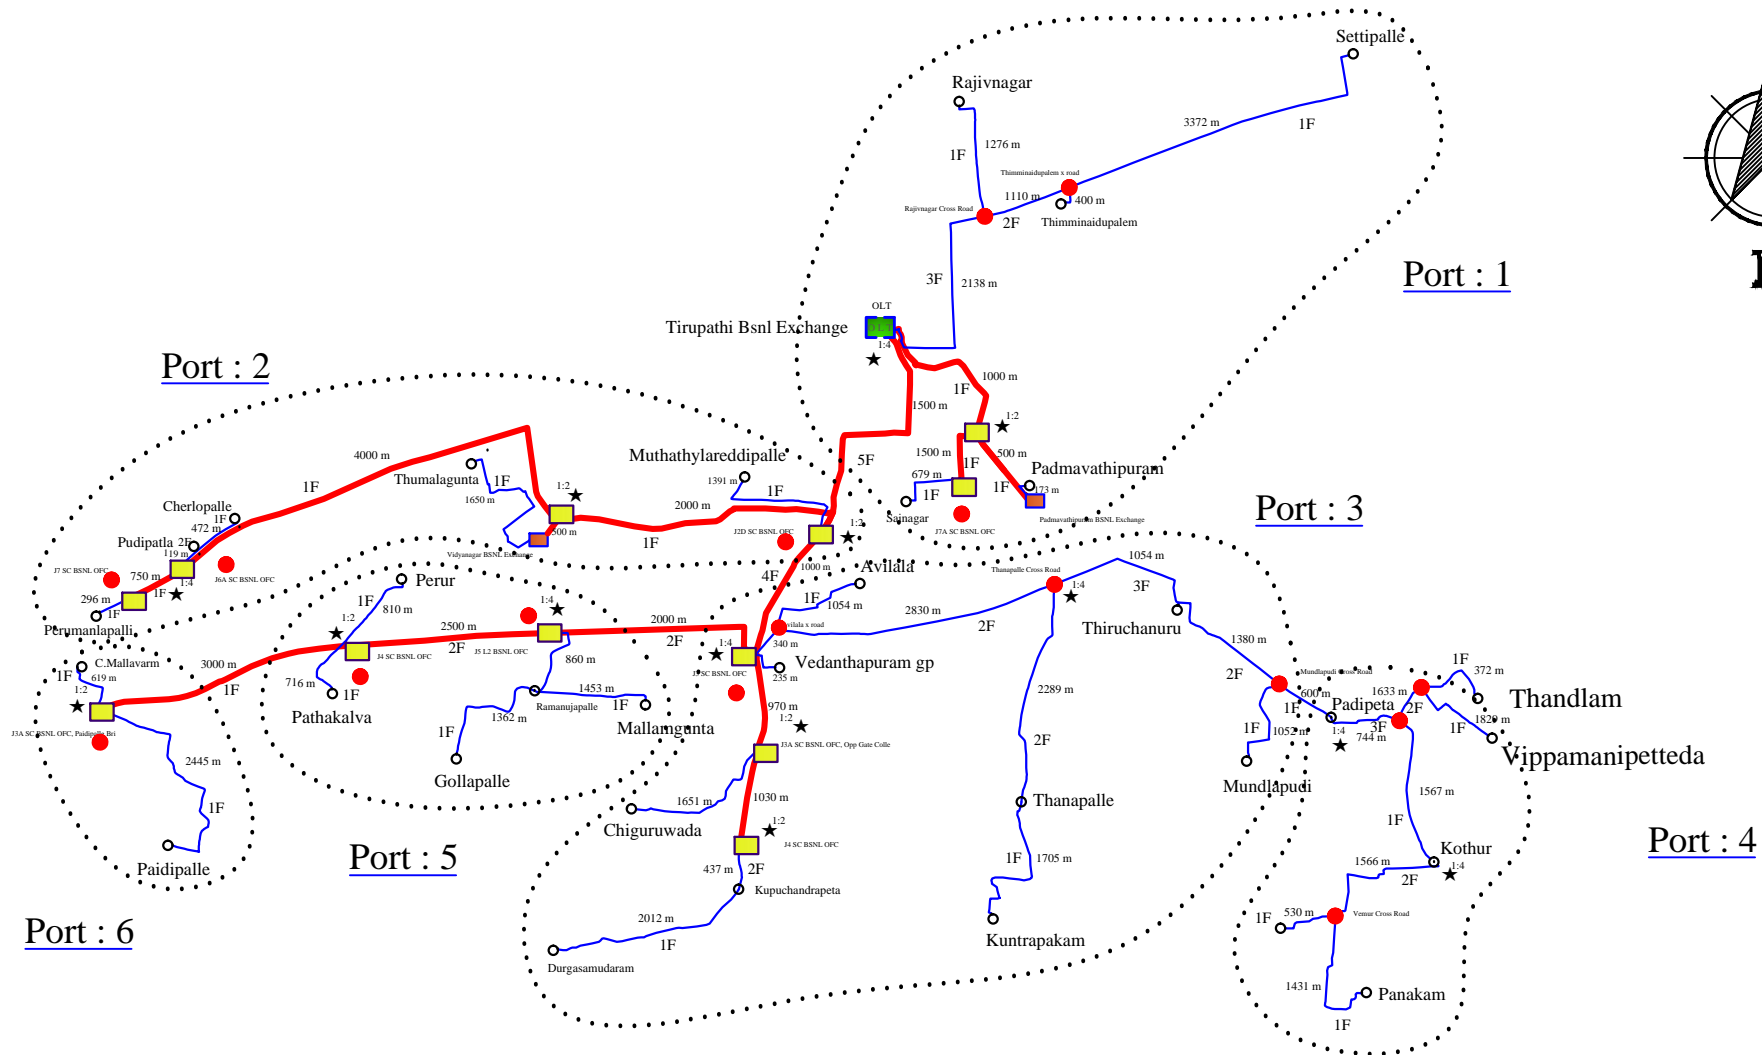 Settipalle
Rajivnagar
3372 m
1F
1276 m
1F
Thimminaidupalem x road
1110 m
400 m
Rajivnagar Cross Road
2F
Thimminaidupalem
3F
2138 m
Port : 1
OLT
Tirupathi Bsnl Exchange
OLT
1:4
Port : 2
1000 m
1F
1500 m
1:2
4000 m
Muthathylareddipalle
5F
1500 m
500 m
1F
Padmavathipuram
Thumalagunta
1F
1391 m
1F
679 m
1F
1F
173 m
1F
1650 m
1:2
2000 m
Sainagar
Padmavathipuram BSNL Exchange
Port : 3
Cherlopalle
1F
472 m
500 m
J2D SC BSNL OFC
1:2
J7A SC BSNL OFC
Pudipatla
2F
119 m
Vidyanagar BSNL Exchange
1F
1000 m
1054 m
J7 SC BSNL OFC
J6A SC BSNL OFC
750 m
1F
1:4
Perur
4F
Avilala
Thanapalle Cross Road
1:4
3F
296 m
1F
1F
810 m
1:4
1F
1054 m
2830 m
2F
Thiruchanuru
Perumanlapalli
1:2
2500 m
2000 m
2F
Avilala x road
340 m
1380 m
C.Mallavarm
3000 m
J4 SC BSNL OFC
2F
J5 L2 BSNL OFC
1:4
J5 SC BSNL OFC
Vedanthapuram gp
235 m
2F
Mundlapudi Cross Road
1F
372 m
1F
619 m
1:2
1F
716 m
1F
860 m
1453 m
1F
Ramanujapalle
2289 m
600 m
1F
1633 m
2F
Thandlam
Pathakalva
1362 m
Mallamgunta
970 m
1:2
Padipeta
3F
744 m
1:4
1F
1820 m
J3A SC BSNL OFC, Paidipalle Bri
1F
J3A SC BSNL OFC, Opp Gate Colle
2F
1F
1052 m
Vippamanipetteda
2445 m
Gollapalle
Mundlapudi
1F
1651 m
1030 m
Thanapalle
1567 m
1F
Chiguruwada
1:2
Port : 4
Paidipalle
Port : 5
J4 SC BSNL OFC
437 m
2F
1F
1705 m
Kothur
1566 m
2F
1:4
Kupuchandrapeta
Port : 6
2012 m
1F
530 m
1F
Vemur Cross Road
Kuntrapakam
Durgasamudaram
1431 m
1F
Panakam